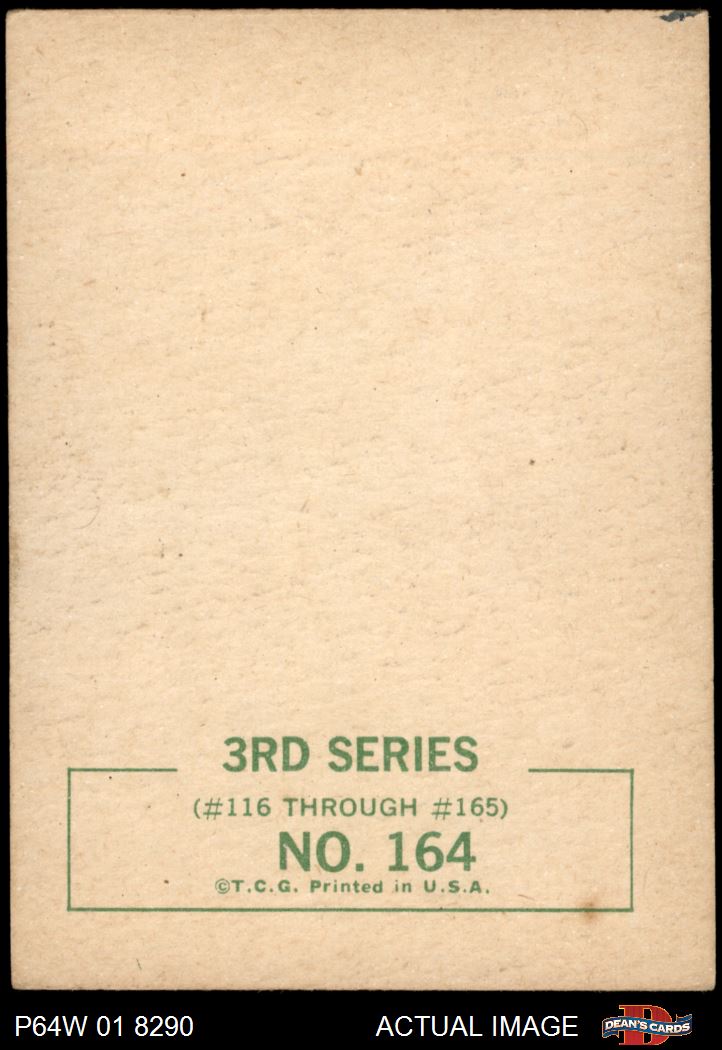 3RD SERIES
(#116 THROUGH #165)
NO. 164
©T.C.G. Printed in U.S.A.
P64W 01 8290
ACTUAL IMAGE
DEAN'S CARDS